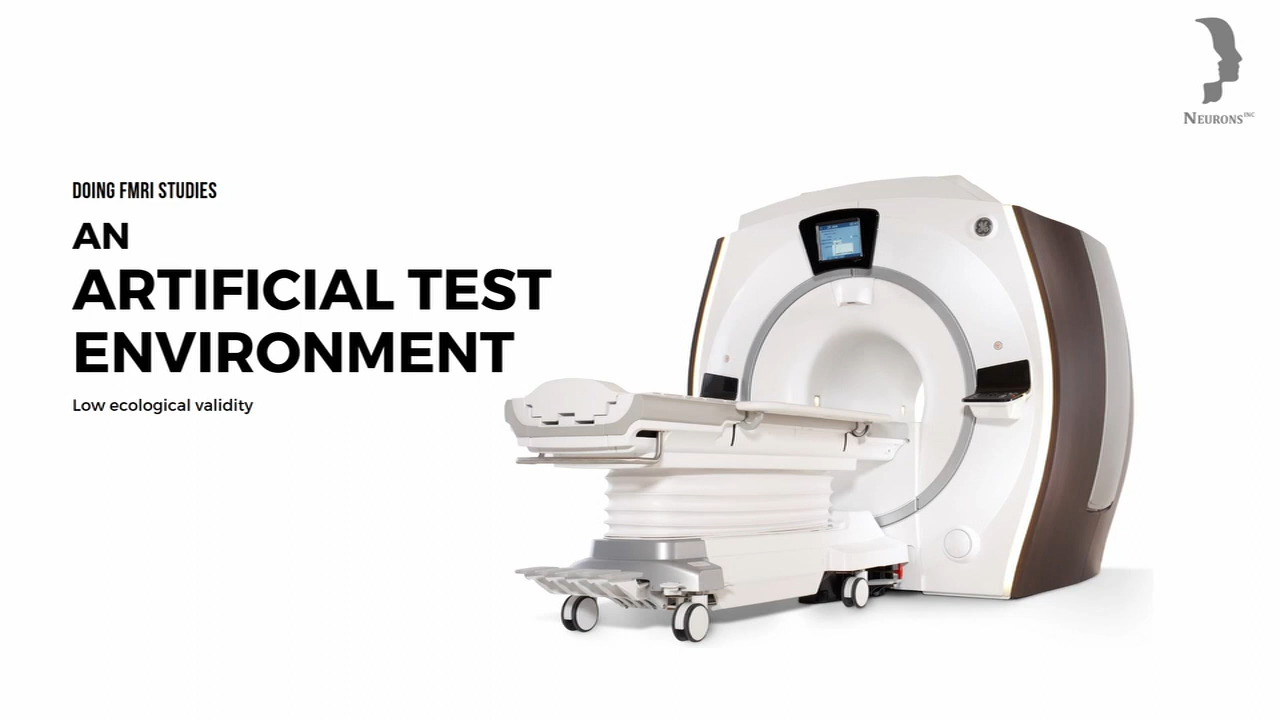 NEURONS INC
DOING FMRI STUDIES
AN
ARTIFICIAL TEST
ENVIRONMENT
Low ecological validity